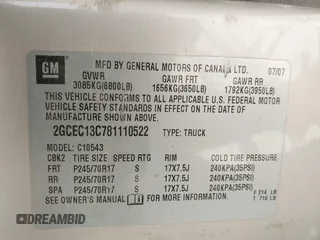 GM
MFD BY GENERAL MOTORS OF CANADA LTD. 07/07
GVWR GAWR FRT GAWR RR
3085KG(6800LB) 1656KG(3650LB) 1792KG(3950LB)
THIS VEHICLE CONFORMS TO ALL APPLICABLE U.S. FEDERAL
MOTOR VEHICLE SAFETY STANDARDS IN EFFECT ON THE DATE
OF MANUFACTURE SHOWN ABOVE.
2GCEC13C781110522 TYPE: TRUCK
MODEL: C10543
CBK2 TIRE SIZE SPEED RTG RIM COLD TIRE PRESSURE
FRT P245/70R17 S 17X7.5J 240KPA(35PSI)
RR P245/70R17 S 17X7.5J 240KPA(35PSI)
SPA P245/70R17 S 17X7.5J 240KPA(35PSI)
SEE OWNER'S MANUAL FOR MORE INFORMATION. F 214 LB
T 716 LB
DREAMBID